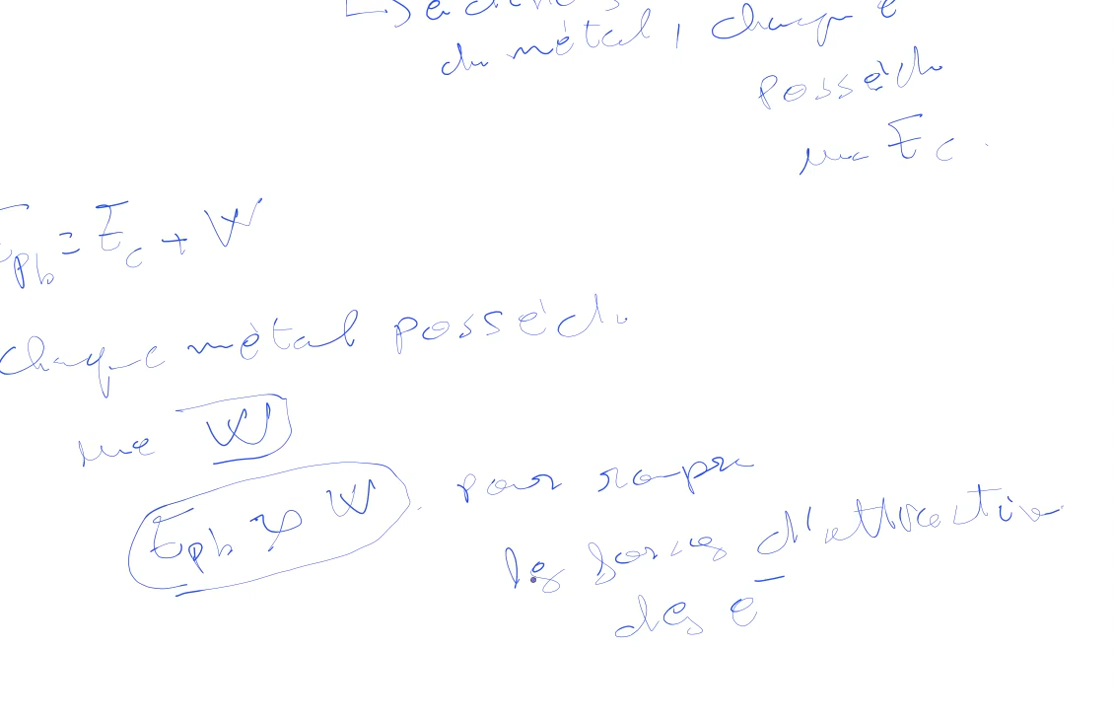 du métal, chaque e
possède
une Ec.
Eph = Ec + W
chaque métal possède
une W
Eph > W. pour rompre
les forces d'attraction
des e⁻